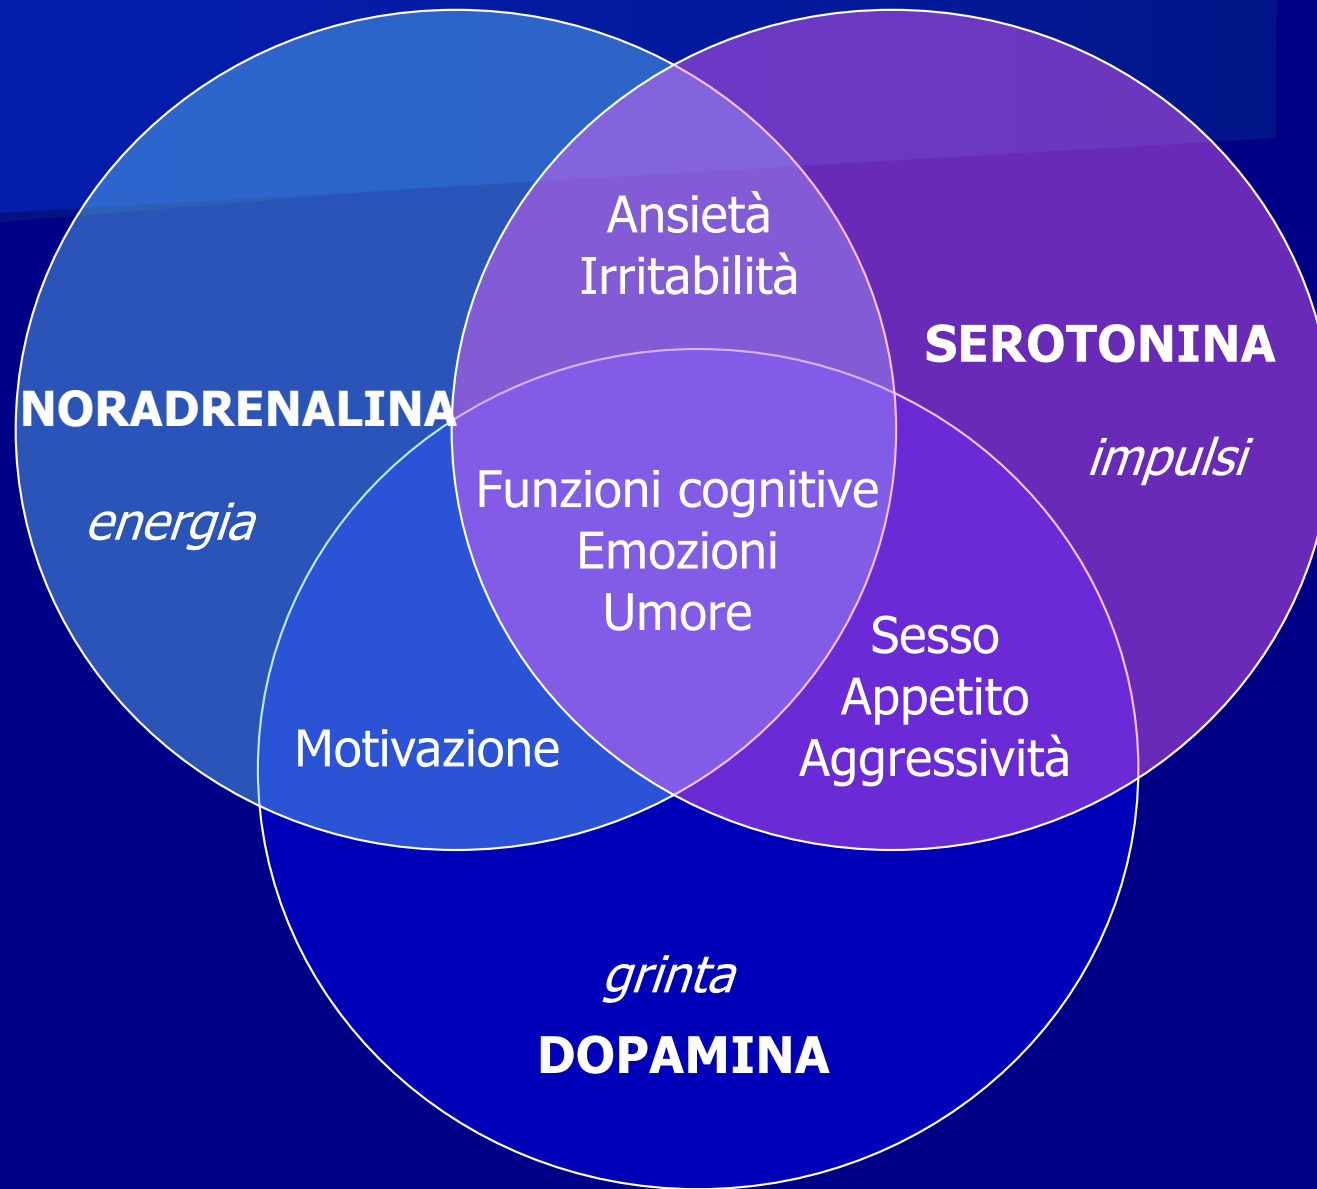 Ansietà
Irritabilità
SEROTONINA
NORADRENALINA
impulsi
energia
Funzioni cognitive
Emozioni
Umore
Sesso
Appetito
Aggressività
Motivazione
grinta
DOPAMINA